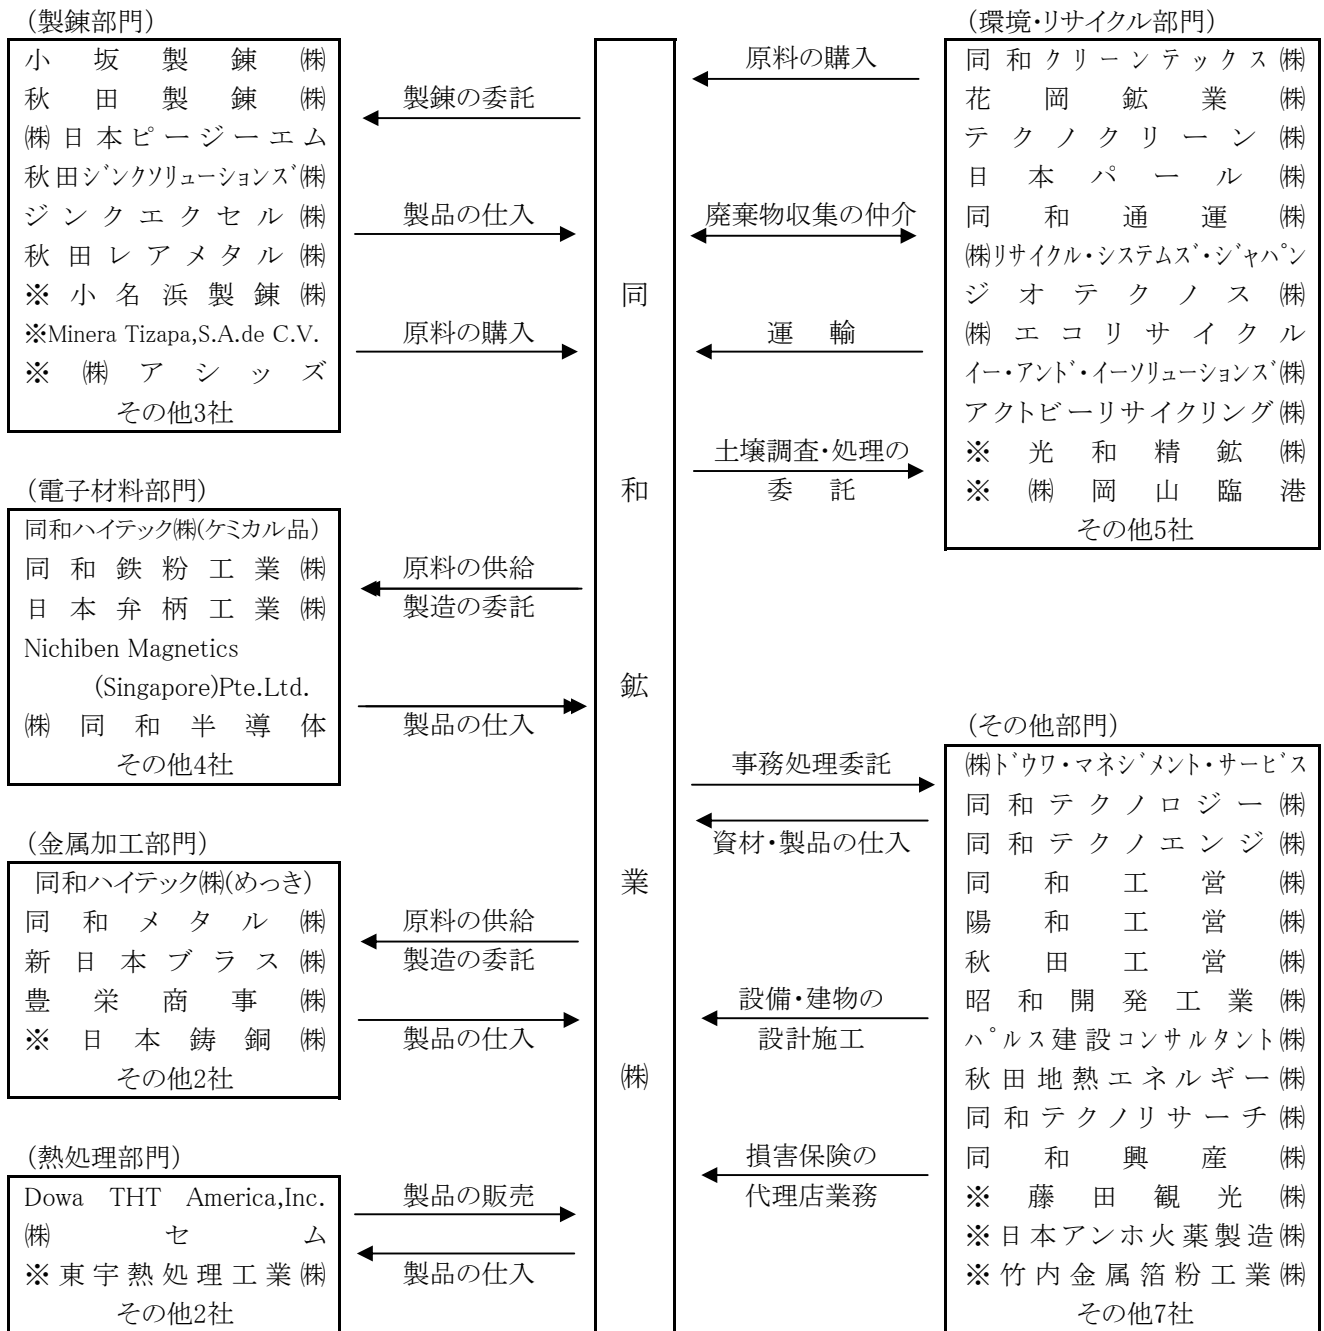 (製錬部門)
小坂製錬㈱
秋田製錬㈱
㈱日本ピージーエム
秋田ジンクソリューションズ㈱
ジンクエクセル㈱
秋田レアメタル㈱
※小名浜製錬㈱
※Minera Tizapa,S.A.de C.V.
※㈱アシッズ
その他3社
製錬の委託
製品の仕入
原料の購入
(電子材料部門)
同和ハイテック㈱(ケミカル品)
同和鉄粉工業㈱
日本弁柄工業㈱
Nichiben Magnetics
(Singapore)Pte.Ltd.
㈱同和半導体
その他4社
原料の供給
製造の委託
製品の仕入
(金属加工部門)
同和ハイテック㈱(めっき)
同和メタル㈱
新日本ブラス㈱
豊栄商事㈱
※日本鋳銅㈱
その他2社
原料の供給
製造の委託
製品の仕入
(熱処理部門)
Dowa THT America,Inc.
㈱セム
※東宇熱処理工業㈱
その他2社
製品の販売
製品の仕入
同和鉱業㈱
(環境・リサイクル部門)
原料の購入
廃棄物収集の仲介
運輸
土壌調査・処理の
委託
同和クリーンテックス㈱
花岡鉱業㈱
テクノクリーン㈱
日本パール㈱
同和通運㈱
㈱リサイクル・システムズ・ジャパン
ジオテクノス㈱
㈱エコリサイクル
イー・アンド・イーソリューションズ㈱
アクトビーリサイクリング㈱
※光和精鉱㈱
※㈱岡山臨港
その他5社
(その他部門)
事務処理委託
資材・製品の仕入
設備・建物の
設計施工
損害保険の
代理店業務
㈱ドウワ・マネジメント・サービス
同和テクノロジー㈱
同和テクノエンジ㈱
同和工営㈱
陽和工営㈱
秋田工営㈱
昭和開発工業㈱
パルス建設コンサルタント㈱
秋田地熱エネルギー㈱
同和テクノリサーチ㈱
同和興産㈱
※藤田観光㈱
※日本アンホ火薬製造㈱
※竹内金属箔粉工業㈱
その他7社